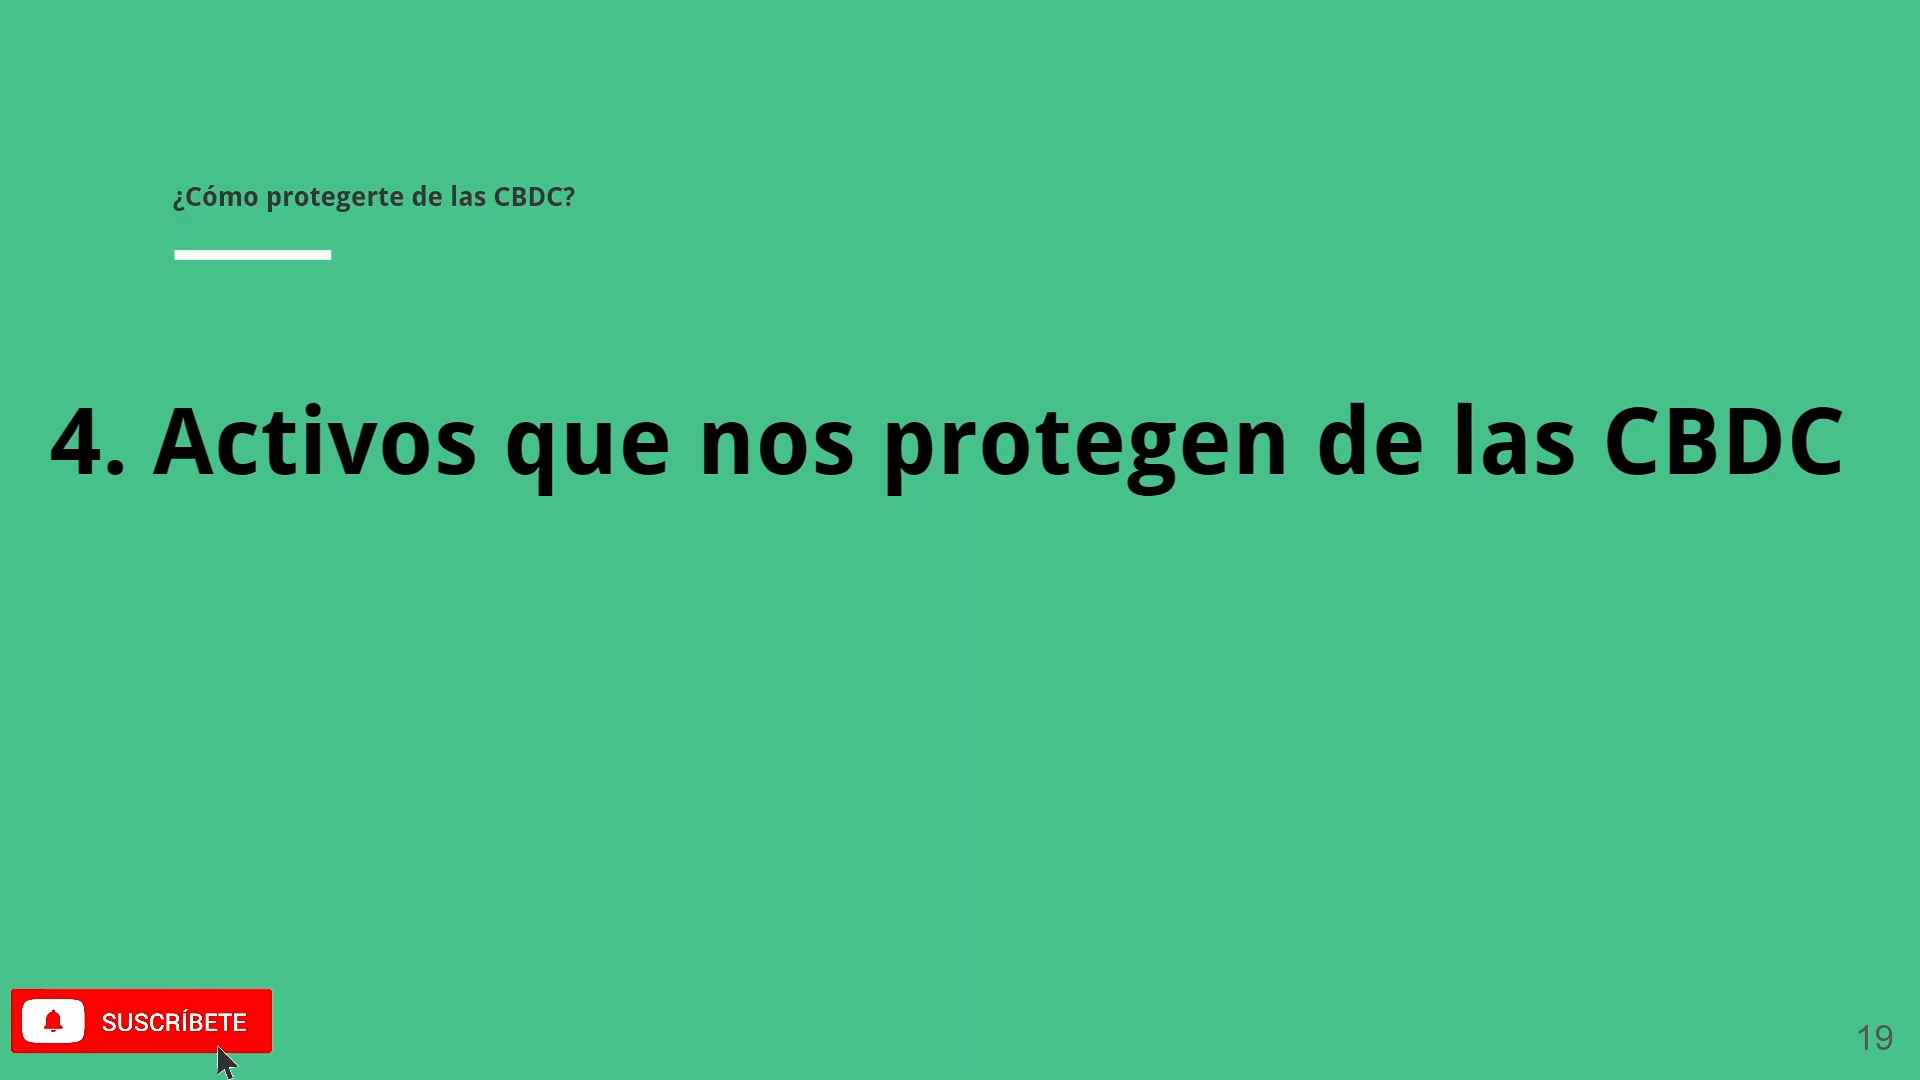 ¿Cómo protegerte de las CBDC?
4. Activos que nos protegen de las CBDC
SUSCRÍBETE
19